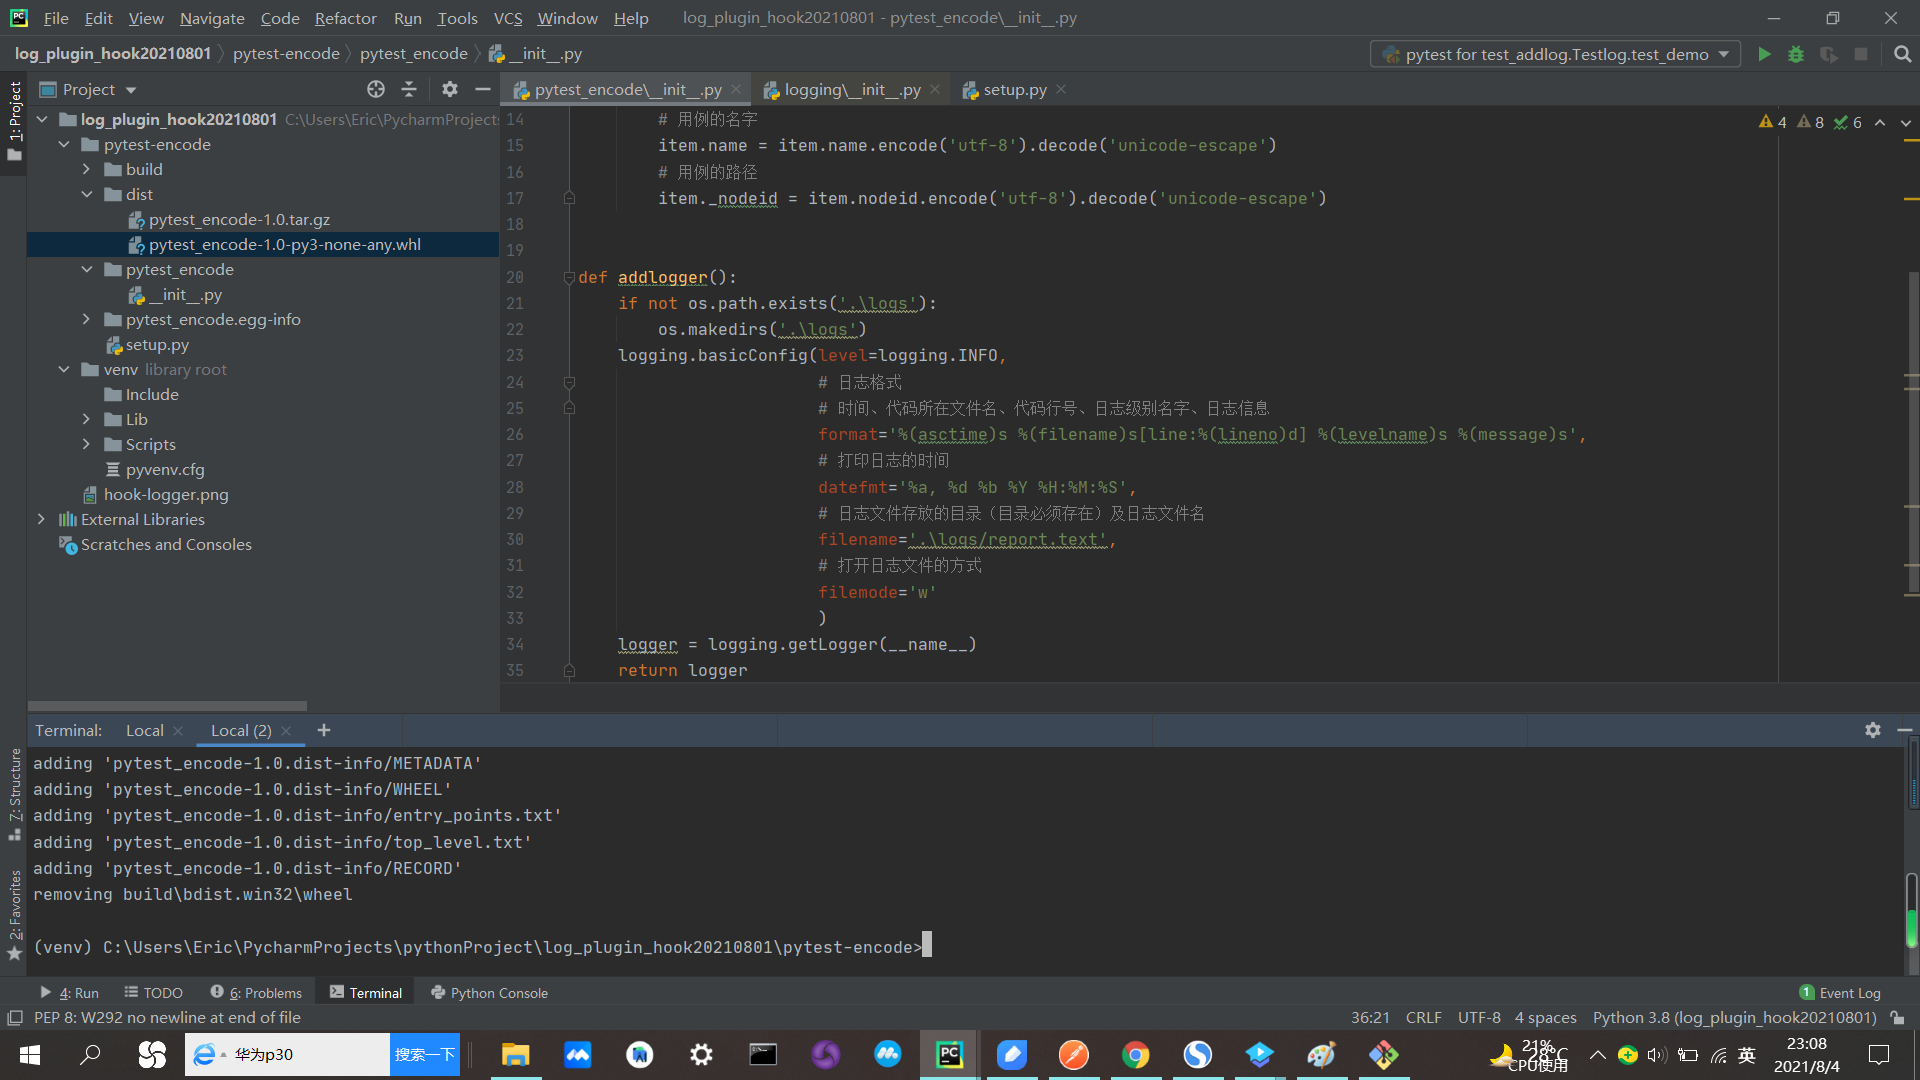 File Edit View Navigate Code Refactor Run Tools VCS Window Help log_plugin_hook20210801 - pytest_encode\__init__.py
log_plugin_hook20210801 pytest-encode pytest_encode __init__.py pytest for test_addlog.Testlog.test_demo
1: Project
Project
pytest_encode\__init__.py logging\__init__.py setup.py
log_plugin_hook20210801 C:\Users\Eric\PycharmProjects
pytest-encode
build
dist
pytest_encode-1.0.tar.gz
pytest_encode-1.0-py3-none-any.whl
pytest_encode
__init__.py
pytest_encode.egg-info
setup.py
venv library root
Include
Lib
Scripts
pyvenv.cfg
hook-logger.png
External Libraries
Scratches and Consoles
4 8 6
14 # 用例的名字
15 item.name = item.name.encode('utf-8').decode('unicode-escape')
16 # 用例的路径
17 item._nodeid = item.nodeid.encode('utf-8').decode('unicode-escape')
18
19
20 def addlogger():
21 if not os.path.exists('.\logs'):
22 os.makedirs('.\logs')
23 logging.basicConfig(level=logging.INFO,
24 # 日志格式
25 # 时间、代码所在文件名、代码行号、日志级别名字、日志信息
26 format='%(asctime)s %(filename)s[line:%(lineno)d] %(levelname)s %(message)s',
27 # 打印日志的时间
28 datefmt='%a, %d %b %Y %H:%M:%S',
29 # 日志文件存放的目录（目录必须存在）及日志文件名
30 filename='.\logs/report.text',
31 # 打开日志文件的方式
32 filemode='w'
33 )
34 logger = logging.getLogger(__name__)
35 return logger
Terminal: Local Local (2)
adding 'pytest_encode-1.0.dist-info/METADATA'
adding 'pytest_encode-1.0.dist-info/WHEEL'
adding 'pytest_encode-1.0.dist-info/entry_points.txt'
adding 'pytest_encode-1.0.dist-info/top_level.txt'
adding 'pytest_encode-1.0.dist-info/RECORD'
removing build\bdist.win32\wheel
(venv) C:\Users\Eric\PycharmProjects\pythonProject\log_plugin_hook20210801\pytest-encode>
7: Structure
2: Favorites
4: Run TODO 6: Problems Terminal Python Console 1 Event Log
PEP 8: W292 no newline at end of file 36:21 CRLF UTF-8 4 spaces Python 3.8 (log_plugin_hook20210801)
华为p30 搜索一下
21%
28°C
CPU使用
英
23:08
2021/8/4